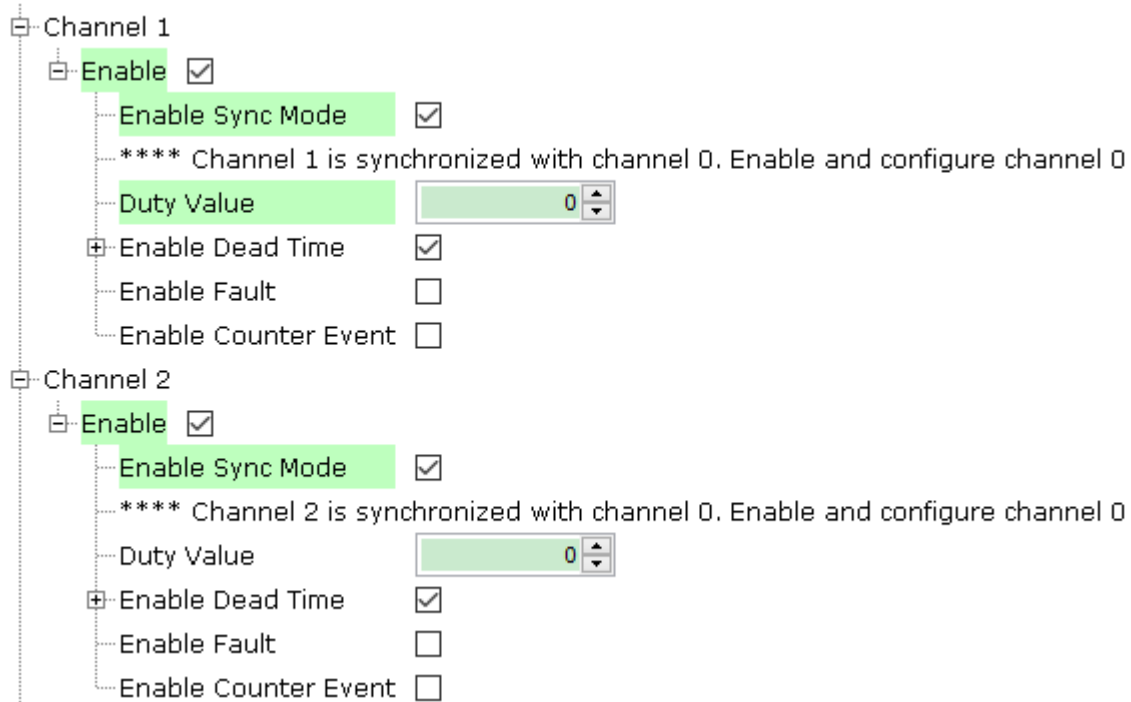 Channel 1
Enable
Enable Sync Mode
**** Channel 1 is synchronized with channel 0. Enable and configure channel 0
Duty Value 0
Enable Dead Time
Enable Fault
Enable Counter Event
Channel 2
Enable
Enable Sync Mode
**** Channel 2 is synchronized with channel 0. Enable and configure channel 0
Duty Value 0
Enable Dead Time
Enable Fault
Enable Counter Event